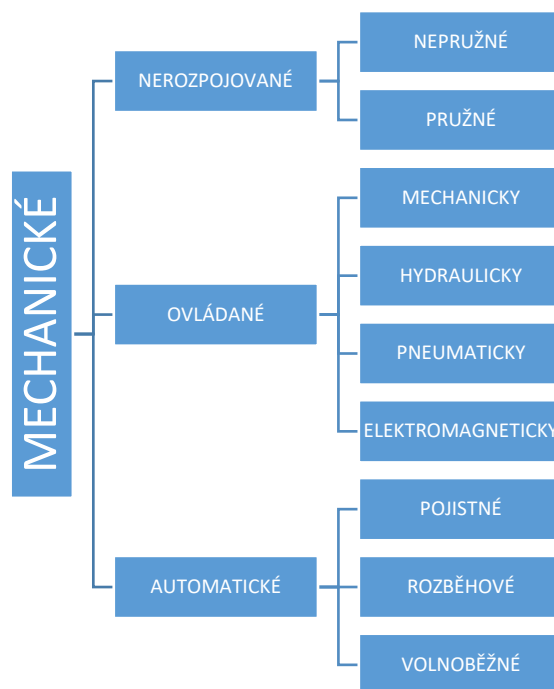 MECHANICKÉ
NEROZPOJOVANÉ
NEPRUŽNÉ
PRUŽNÉ
OVLÁDANÉ
MECHANICKY
HYDRAULICKY
PNEUMATICKY
ELEKTROMAGNETICKY
AUTOMATICKÉ
POJISTNÉ
ROZBĚHOVÉ
VOLNOBĚŽNÉ